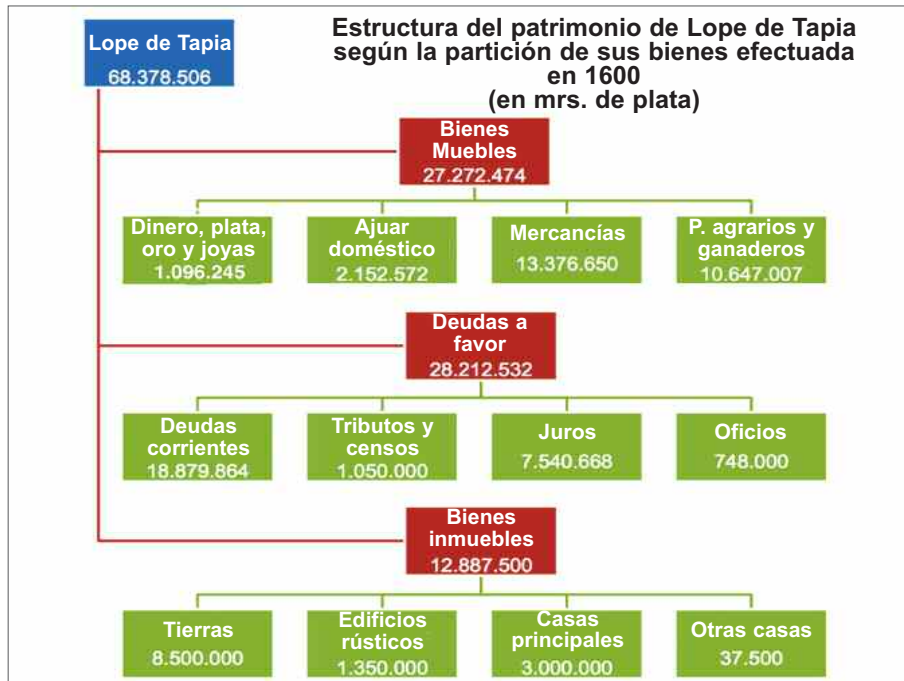 Lope de Tapia
68.378.506
Estructura del patrimonio de Lope de Tapia
según la partición de sus bienes efectuada
en 1600
(en mrs. de plata)
Bienes
Muebles
27.272.474
Dinero, plata,
oro y joyas
1.096.245
Ajuar
doméstico
2.152.572
Mercancías
13.376.650
P. agrarios y
ganaderos
10.647.007
Deudas a
favor
28.212.532
Deudas
corrientes
18.879.864
Tributos y
censos
1.050.000
Juros
7.540.668
Oficios
748.000
Bienes
inmuebles
12.887.500
Tierras
8.500.000
Edificios
rústicos
1.350.000
Casas
principales
3.000.000
Otras casas
37.500